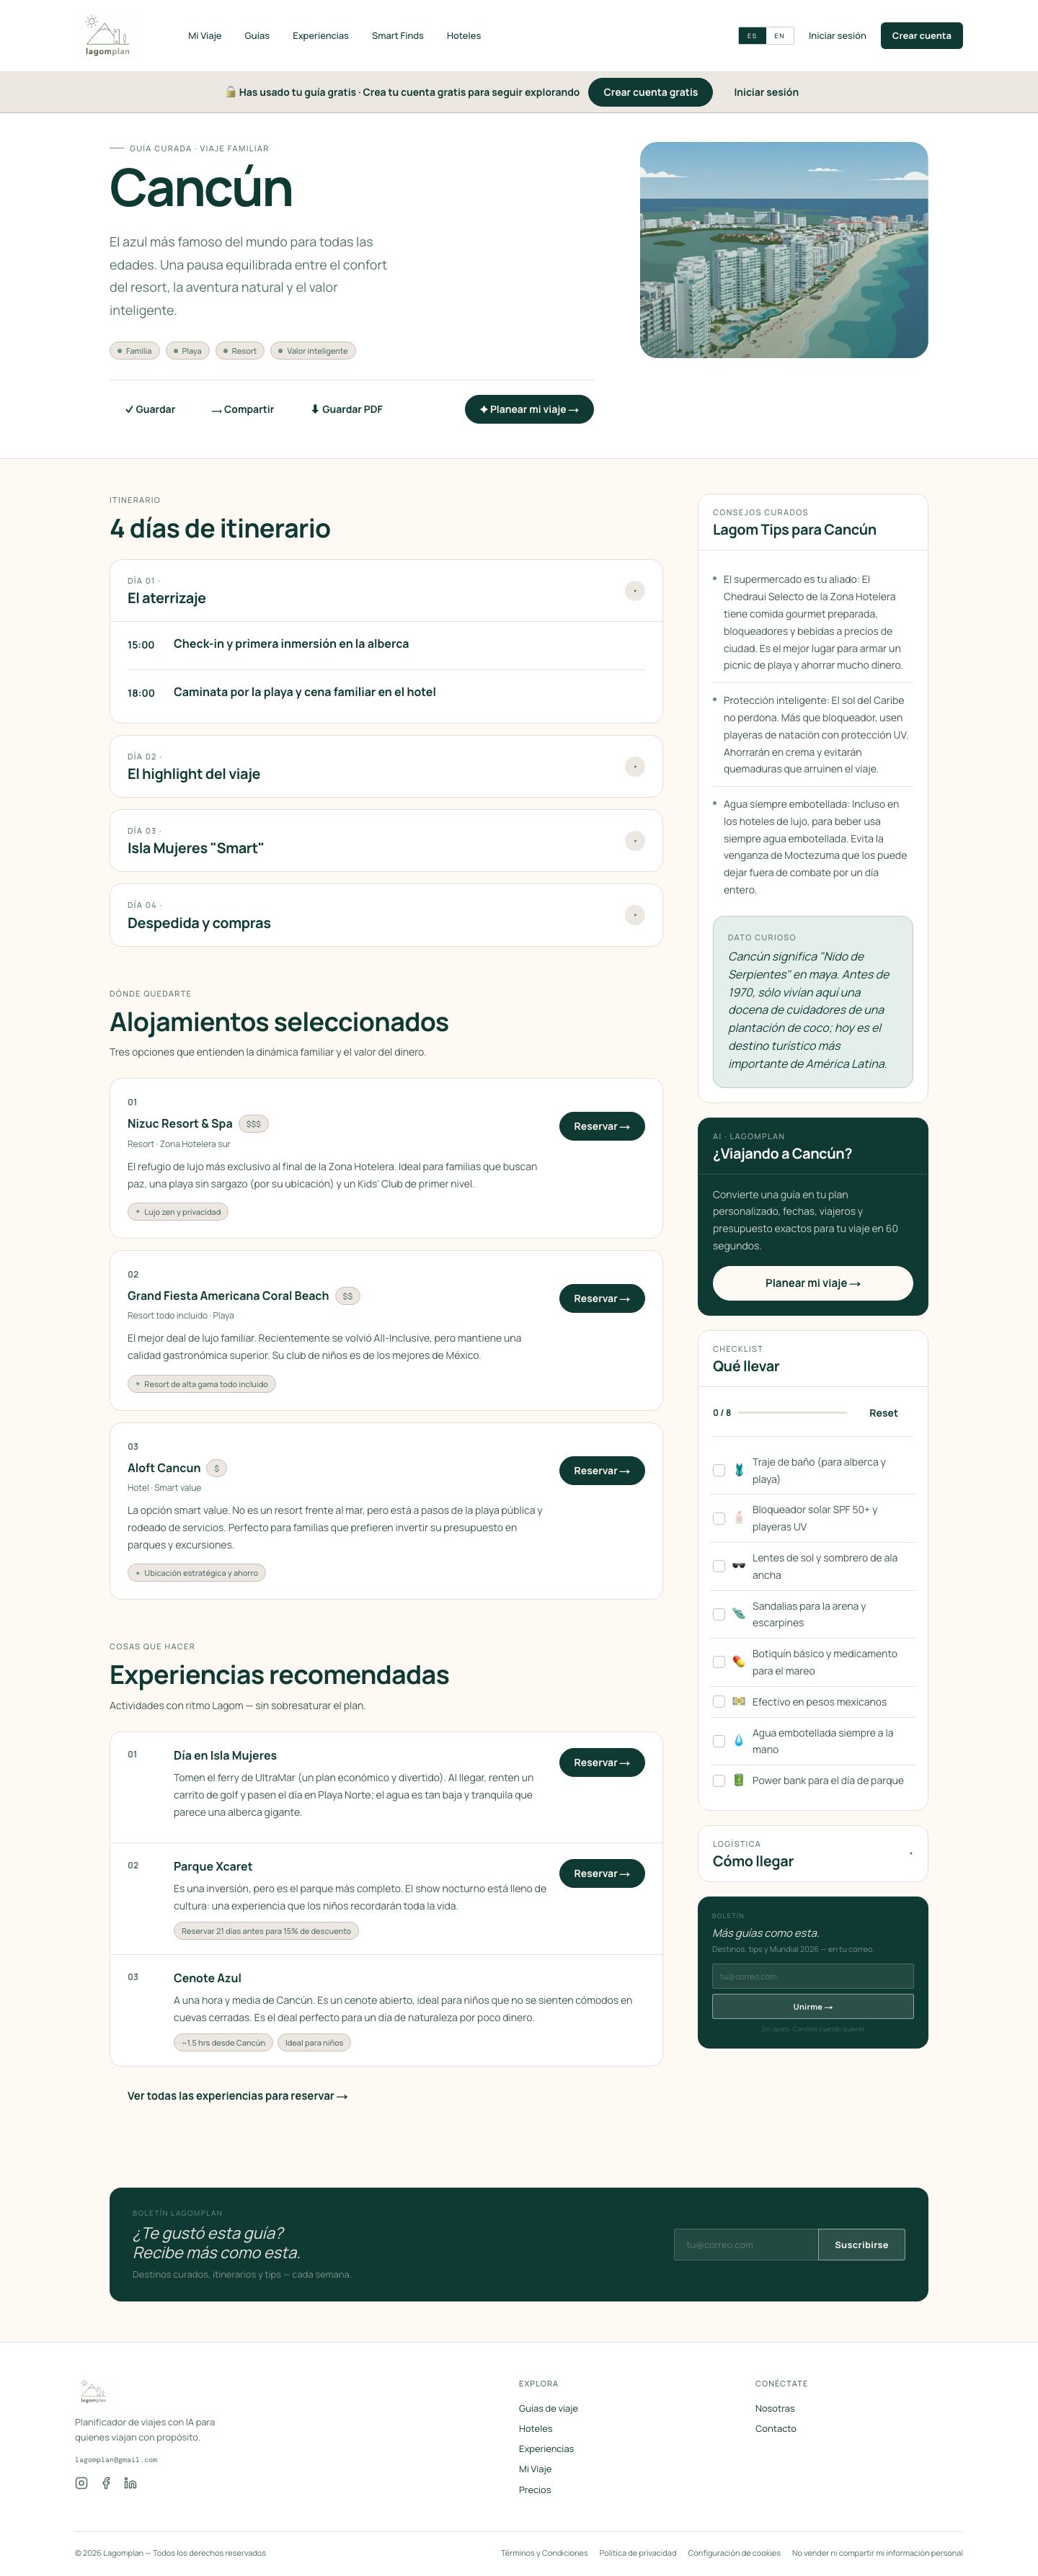 lagomplan
Mi Viaje
Guías
Experiencias
Smart Finds
Hoteles
ES
EN
Iniciar sesión
Crear cuenta
Has usado tu guía gratis · Crea tu cuenta gratis para seguir explorando
Crear cuenta gratis
Iniciar sesión
GUÍA CURADA · VIAJE FAMILIAR
Cancún
El azul más famoso del mundo para todas las
edades. Una pausa equilibrada entre el confort
del resort, la aventura natural y el valor
inteligente.
Familia
Playa
Resort
Valor inteligente
✓ Guardar
→ Compartir
⬇ Guardar PDF
✦ Planear mi viaje →
ITINERARIO
4 días de itinerario
DÍA 01 ·
El aterrizaje
15:00
Check-in y primera inmersión en la alberca
18:00
Caminata por la playa y cena familiar en el hotel
DÍA 02 ·
El highlight del viaje
DÍA 03 ·
Isla Mujeres "Smart"
DÍA 04 ·
Despedida y compras
DÓNDE QUEDARTE
Alojamientos seleccionados
Tres opciones que entienden la dinámica familiar y el valor del dinero.
01
Nizuc Resort & Spa $$$
Resort · Zona Hotelera sur
El refugio de lujo más exclusivo al final de la Zona Hotelera. Ideal para familias que buscan
paz, una playa sin sargazo (por su ubicación) y un Kids' Club de primer nivel.
✦ Lujo zen y privacidad
Reservar →
02
Grand Fiesta Americana Coral Beach $$
Resort todo incluido · Playa
El mejor deal de lujo familiar. Recientemente se volvió All-Inclusive, pero mantiene una
calidad gastronómica superior. Su club de niños es de los mejores de México.
✦ Resort de alta gama todo incluido
Reservar →
03
Aloft Cancun $
Hotel · Smart value
La opción smart value. No es un resort frente al mar, pero está a pasos de la playa pública y
rodeado de servicios. Perfecto para familias que prefieren invertir su presupuesto en
parques y excursiones.
✦ Ubicación estratégica y ahorro
Reservar →
COSAS QUE HACER
Experiencias recomendadas
Actividades con ritmo Lagom — sin sobresaturar el plan.
01
Día en Isla Mujeres
Tomen el ferry de UltraMar (un plan económico y divertido). Al llegar, renten un
carrito de golf y pasen el día en Playa Norte; el agua es tan baja y tranquila que
parece una alberca gigante.
Reservar →
02
Parque Xcaret
Es una inversión, pero es el parque más completo. El show nocturno está lleno de
cultura: una experiencia que los niños recordarán toda la vida.
Reservar 21 días antes para 15% de descuento
Reservar →
03
Cenote Azul
A una hora y media de Cancún. Es un cenote abierto, ideal para niños que no se sienten cómodos en
cuevas cerradas. Es el deal perfecto para un día de naturaleza por poco dinero.
~1.5 hrs desde Cancún
Ideal para niños
Ver todas las experiencias para reservar →
CONSEJOS CURADOS
Lagom Tips para Cancún
El supermercado es tu aliado: El
Chedraui Selecto de la Zona Hotelera
tiene comida gourmet preparada,
bloqueadores y bebidas a precios de
ciudad. Es el mejor lugar para armar un
picnic de playa y ahorrar mucho dinero.
Protección inteligente: El sol del Caribe
no perdona. Más que bloqueador, usen
playeras de natación con protección UV.
Ahorrarán en crema y evitarán
quemaduras que arruinen el viaje.
Agua siempre embotellada: Incluso en
los hoteles de lujo, para beber usa
siempre agua embotellada. Evita la
venganza de Moctezuma que los puede
dejar fuera de combate por un día
entero.
DATO CURIOSO
Cancún significa "Nido de
Serpientes" en maya. Antes de
1970, sólo vivían aquí una
docena de cuidadores de una
plantación de coco; hoy es el
destino turístico más
importante de América Latina.
AI · LAGOMPLAN
¿Viajando a Cancún?
Convierte una guía en tu plan
personalizado, fechas, viajeros y
presupuesto exactos para tu viaje en 60
segundos.
Planear mi viaje →
CHECKLIST
Qué llevar
0 / 8
Reset
Traje de baño (para alberca y
playa)
Bloqueador solar SPF 50+ y
playeras UV
Lentes de sol y sombrero de ala
ancha
Sandalias para la arena y
escarpines
Botiquín básico y medicamento
para el mareo
Efectivo en pesos mexicanos
Agua embotellada siempre a la
mano
Power bank para el día de parque
LOGÍSTICA
Cómo llegar
BOLETÍN
Más guías como esta.
Destinos, tips y Mundial 2026 — en tu correo.
tu@correo.com
Unirme →
Sin spam. Cancela cuando quieras.
BOLETÍN LAGOMPLAN
¿Te gustó esta guía?
Recibe más como esta.
Destinos curados, itinerarios y tips — cada semana.
tu@correo.com
Suscribirse
lagomplan
Planificador de viajes con IA para
quienes viajan con propósito.
lagomplan@gmail.com
EXPLORA
Guías de viaje
Hoteles
Experiencias
Mi Viaje
Precios
CONÉCTATE
Nosotras
Contacto
© 2026 Lagomplan — Todos los derechos reservados
Términos y Condiciones
Política de privacidad
Configuración de cookies
No vender ni compartir mi información personal